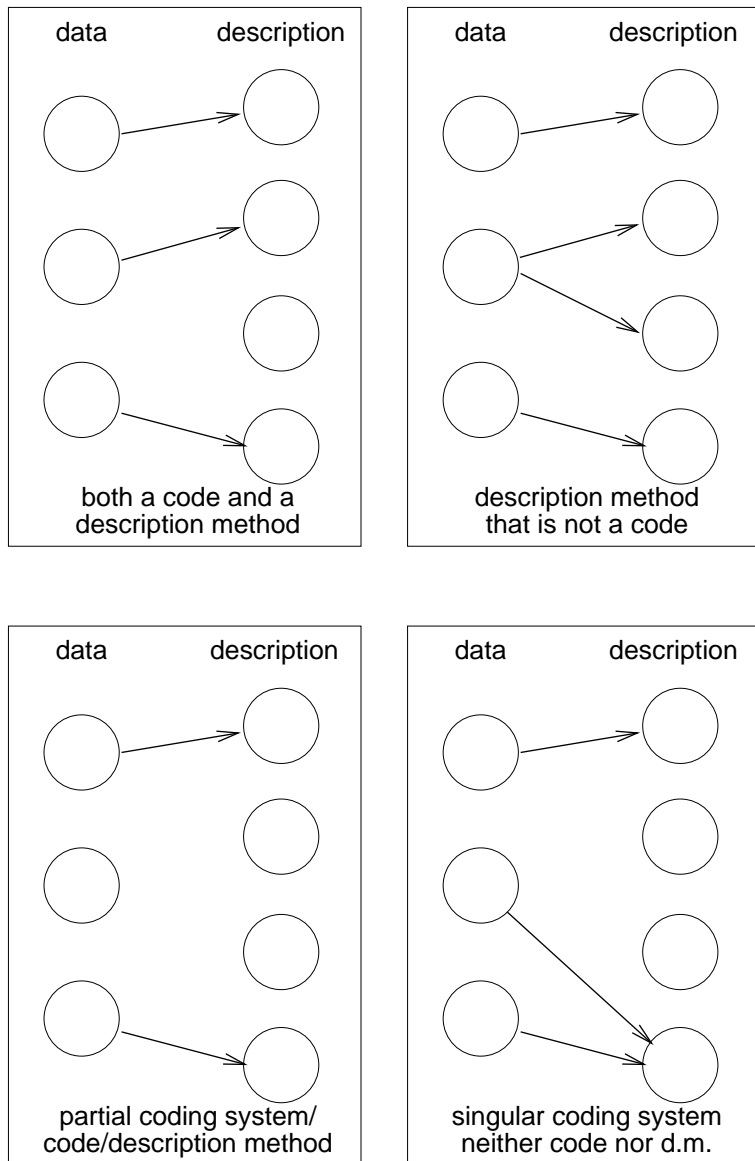 data description
both a code and a
description method
data description
description method
that is not a code
data description
partial coding system/
code/description method
data description
singular coding system
neither code nor d.m.